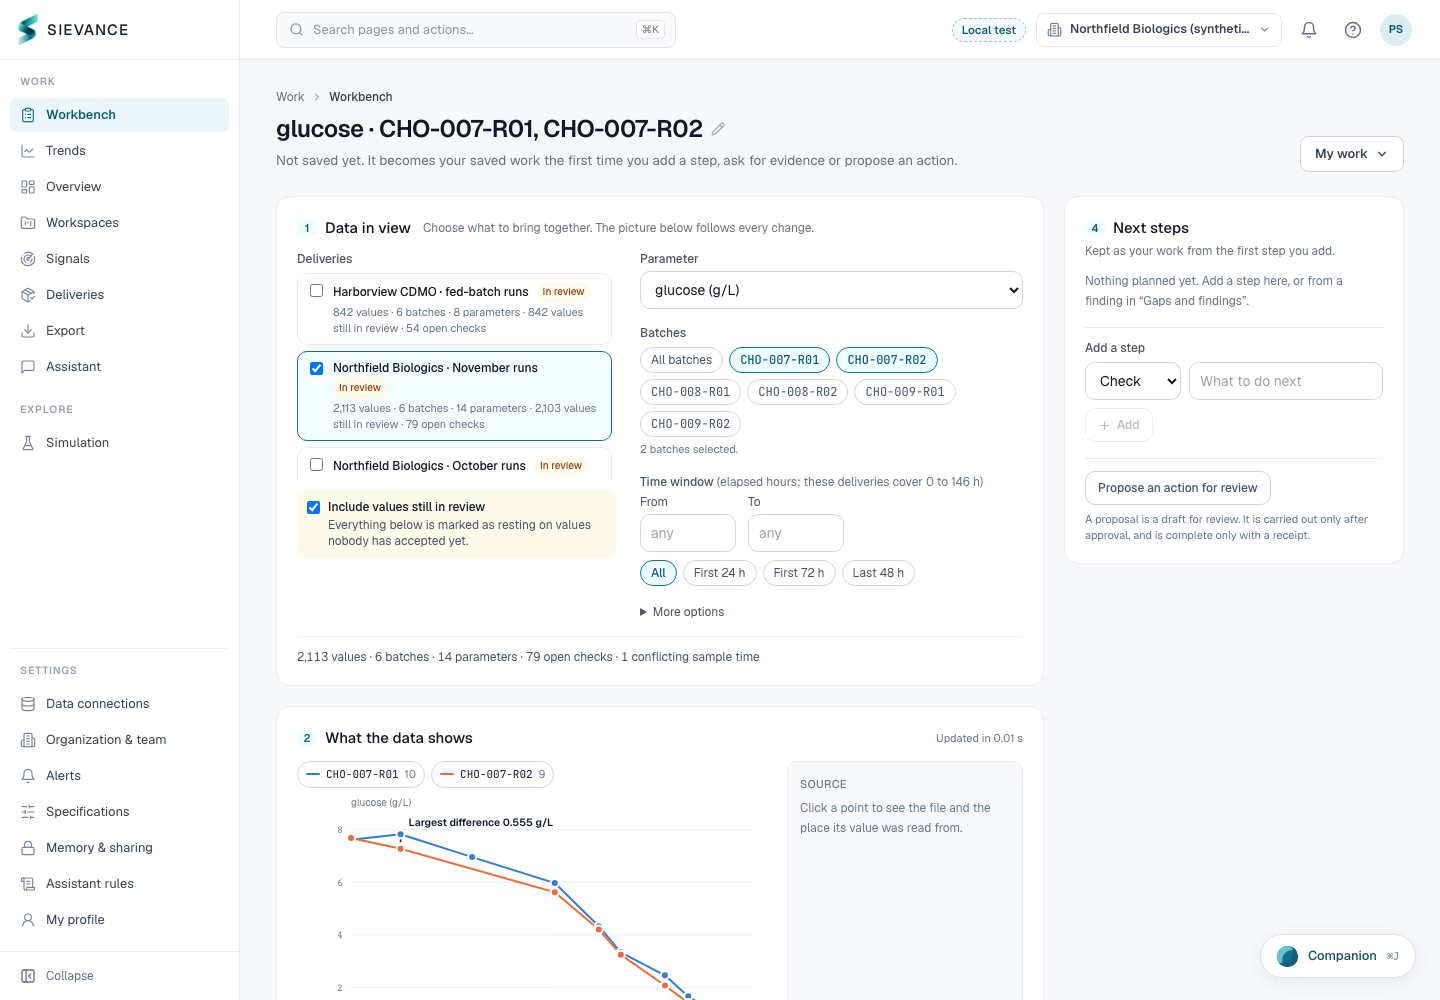 SIEVANCE
Search pages and actions...
⌘K
Local test
Northfield Biologics (syntheti...
PS
WORK
Workbench
Trends
Overview
Workspaces
Signals
Deliveries
Export
Assistant
EXPLORE
Simulation
SETTINGS
Data connections
Organization & team
Alerts
Specifications
Memory & sharing
Assistant rules
My profile
Collapse
Work > Workbench
glucose · CHO-007-R01, CHO-007-R02
Not saved yet. It becomes your saved work the first time you add a step, ask for evidence or propose an action.
My work
1 Data in view Choose what to bring together. The picture below follows every change.
Deliveries
Harborview CDMO · fed-batch runs In review
842 values · 6 batches · 8 parameters · 842 values
still in review · 54 open checks
Northfield Biologics · November runs
In review
2,113 values · 6 batches · 14 parameters · 2,103 values
still in review · 79 open checks
Northfield Biologics · October runs In review
Include values still in review
Everything below is marked as resting on values
nobody has accepted yet.
Parameter
glucose (g/L)
Batches
All batches CHO-007-R01 CHO-007-R02
CHO-008-R01 CHO-008-R02 CHO-009-R01
CHO-009-R02
2 batches selected.
Time window (elapsed hours; these deliveries cover 0 to 146 h)
From To
any any
All First 24 h First 72 h Last 48 h
More options
2,113 values · 6 batches · 14 parameters · 79 open checks · 1 conflicting sample time
2 What the data shows
Updated in 0.01 s
CHO-007-R01 10 CHO-007-R02 9
glucose (g/L)
Largest difference 0.555 g/L
8
6
4
2
SOURCE
Click a point to see the file and the
place its value was read from.
4 Next steps
Kept as your work from the first step you add.
Nothing planned yet. Add a step here, or from a
finding in “Gaps and findings”.
Add a step
Check What to do next
+ Add
Propose an action for review
A proposal is a draft for review. It is carried out only after
approval, and is complete only with a receipt.
Companion ⌘J